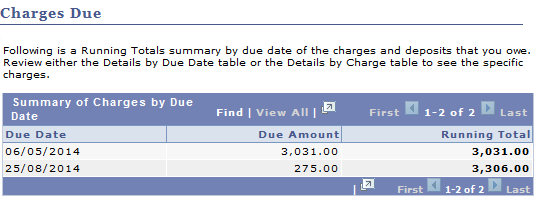 Charges Due
Following is a Running Totals summary by due date of the charges and deposits that you owe.
Review either the Details by Due Date table or the Details by Charge table to see the specific
charges.
Summary of Charges by Due
Date
Find | View All | First 1-2 of 2 Last
Due Date Due Amount Running Total
06/05/2014 3,031.00 3,031.00
25/08/2014 275.00 3,306.00
| First 1-2 of 2 Last